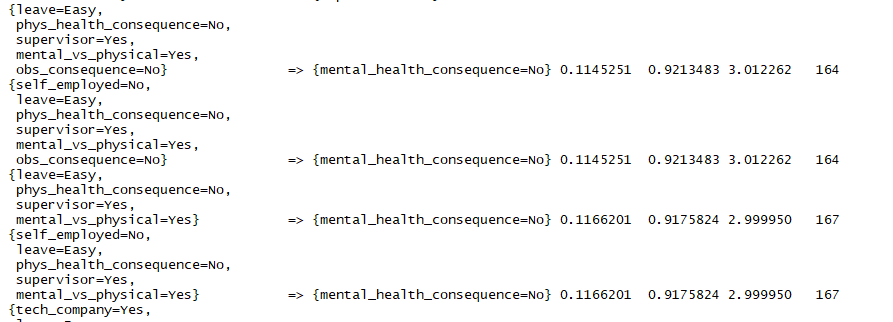 {leave=Easy,
phys_health_consequence=No,
supervisor=Yes,
mental_vs_physical=Yes,
obs_consequence=No} => {mental_health_consequence=No} 0.1145251 0.9213483 3.012262 164
{self_employed=No,
leave=Easy,
phys_health_consequence=No,
supervisor=Yes,
mental_vs_physical=Yes,
obs_consequence=No} => {mental_health_consequence=No} 0.1145251 0.9213483 3.012262 164
{leave=Easy,
phys_health_consequence=No,
supervisor=Yes,
mental_vs_physical=Yes} => {mental_health_consequence=No} 0.1166201 0.9175824 2.999950 167
{self_employed=No,
leave=Easy,
phys_health_consequence=No,
supervisor=Yes,
mental_vs_physical=Yes} => {mental_health_consequence=No} 0.1166201 0.9175824 2.999950 167
{tech_company=Yes,